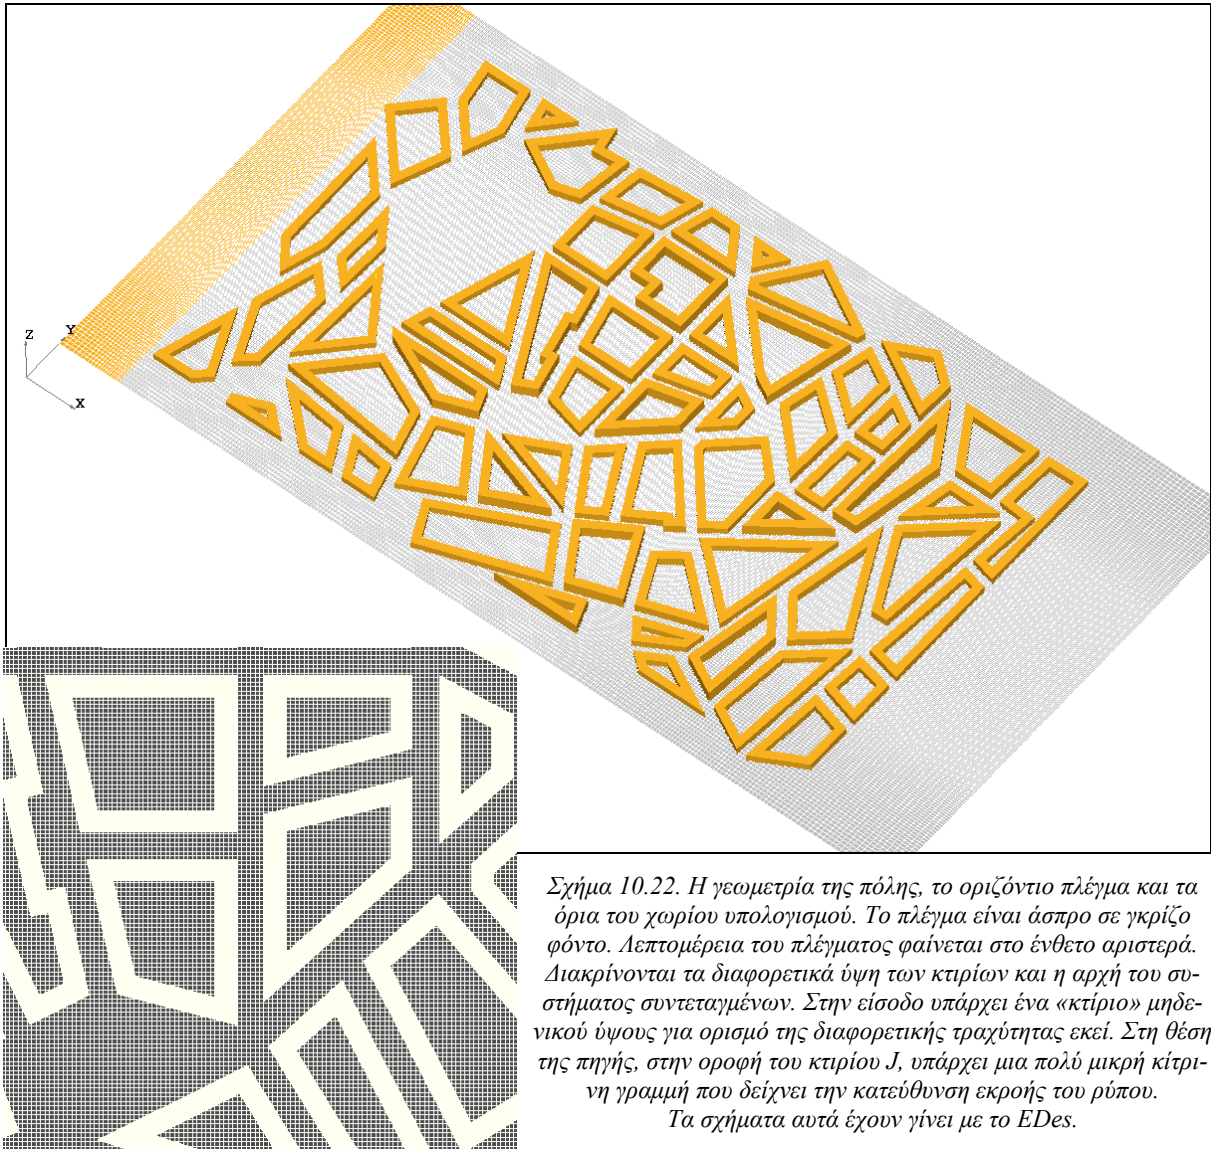 Z
Y
X
Σχήμα 10.22. Η γεωμετρία της πόλης, το οριζόντιο πλέγμα και τα
όρια του χωρίου υπολογισμού. Το πλέγμα είναι άσπρο σε γκρίζο
φόντο. Λεπτομέρεια του πλέγματος φαίνεται στο ένθετο αριστερά.
Διακρίνονται τα διαφορετικά ύψη των κτιρίων και η αρχή του συ-
στήματος συντεταγμένων. Στην είσοδο υπάρχει ένα «κτίριο» μηδε-
νικού ύψους για ορισμό της διαφορετικής τραχύτητας εκεί. Στη θέση
της πηγής, στην οροφή του κτιρίου J, υπάρχει μια πολύ μικρή κίτρι-
νη γραμμή που δείχνει την κατεύθυνση εκροής του ρύπου.
Τα σχήματα αυτά έχουν γίνει με το EDes.